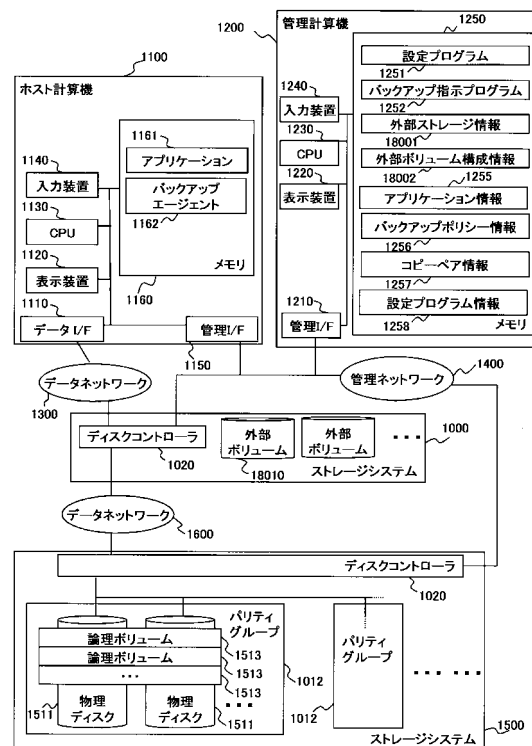 1100
ホスト計算機
1161
アプリケーション
1140
入力装置
バックアップ
エージェント
1162
1130
CPU
1120
表示装置
メモリ
1160
1110
データ I/F
管理I/F
1150
1200
管理計算機
1250
設定プログラム
1251
バックアップ指示プログラム
1252
1240
入力装置
外部ストレージ情報
18001
1230
CPU
外部ボリューム構成情報
18002
1255
1220
表示装置
アプリケーション情報
バックアップポリシー情報
1256
コピーペア情報
1257
1210
管理I/F
設定プログラム情報
1258
メモリ
データネットワーク
1300
管理ネットワーク
1400
ディスクコントローラ
1020
外部
ボリューム
18010
外部
ボリューム
・・・
1000
ストレージシステム
データネットワーク
1600
ディスクコントローラ
1020
パリティ
グループ
論理ボリューム
1513
論理ボリューム
1513
・・・
1513
1511
物理
ディスク
物理
ディスク
1511
・・・
1012
パリティ
グループ
1012
・・・・・
1500
ストレージシステム